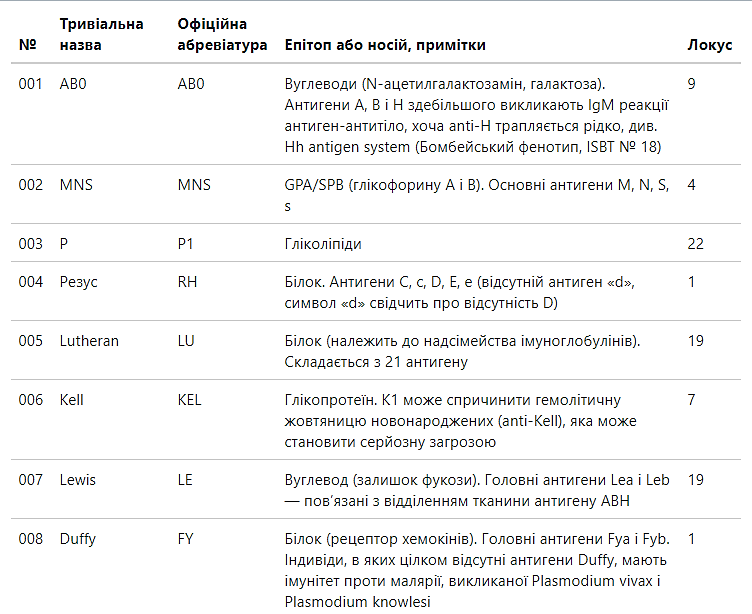 № Тривіальна назва Офіційна абревіатура Епітоп або носій, примітки Локус
001 AB0 AB0 Вуглеводи (N-ацетилгалактозамін, галактоза). 9
Антигени A, B і H здебільшого викликають IgM реакції
антиген-антитіло, хоча anti-H трапляється рідко, див.
Hh antigen system (Бомбейський фенотип, ISBT № 18)
002 MNS MNS GPA/SPB (глікофорину А і В). Основні антигени M, N, S, 4
s
003 P P1 Гліколіпіди 22
004 Резус RH Білок. Антигени C, c, D, E, e (відсутній антиген «d», 1
символ «d» свідчить про відсутність D)
005 Lutheran LU Білок (належить до надсімейства імуноглобулінів). 19
Складається з 21 антигену
006 Kell KEL Глікопротеїн. K1 може спричинити гемолітичну 7
жовтяницю новонароджених (anti-Kell), яка може
становити серйозну загрозою
007 Lewis LE Вуглевод (залишок фукози). Головні антигени Lea і Leb 19
— пов’язані з відділенням тканини антигену ABH
008 Duffy FY Білок (рецептор хемокінів). Головні антигени Fya і Fyb. 1
Індивіди, в яких цілком відсутні антигени Duffy, мають
імунітет проти малярії, викликаної Plasmodium vivax і
Plasmodium knowlesi